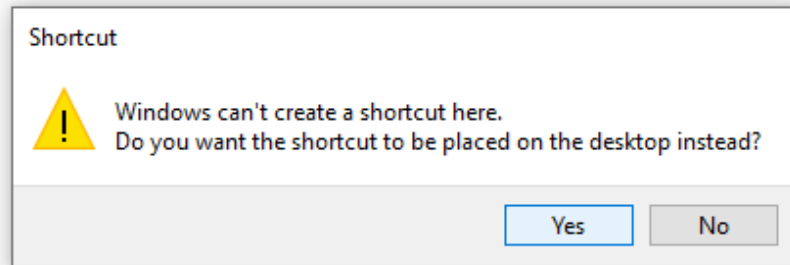 Shortcut
Windows can't create a shortcut here.
Do you want the shortcut to be placed on the desktop instead?
Yes
No